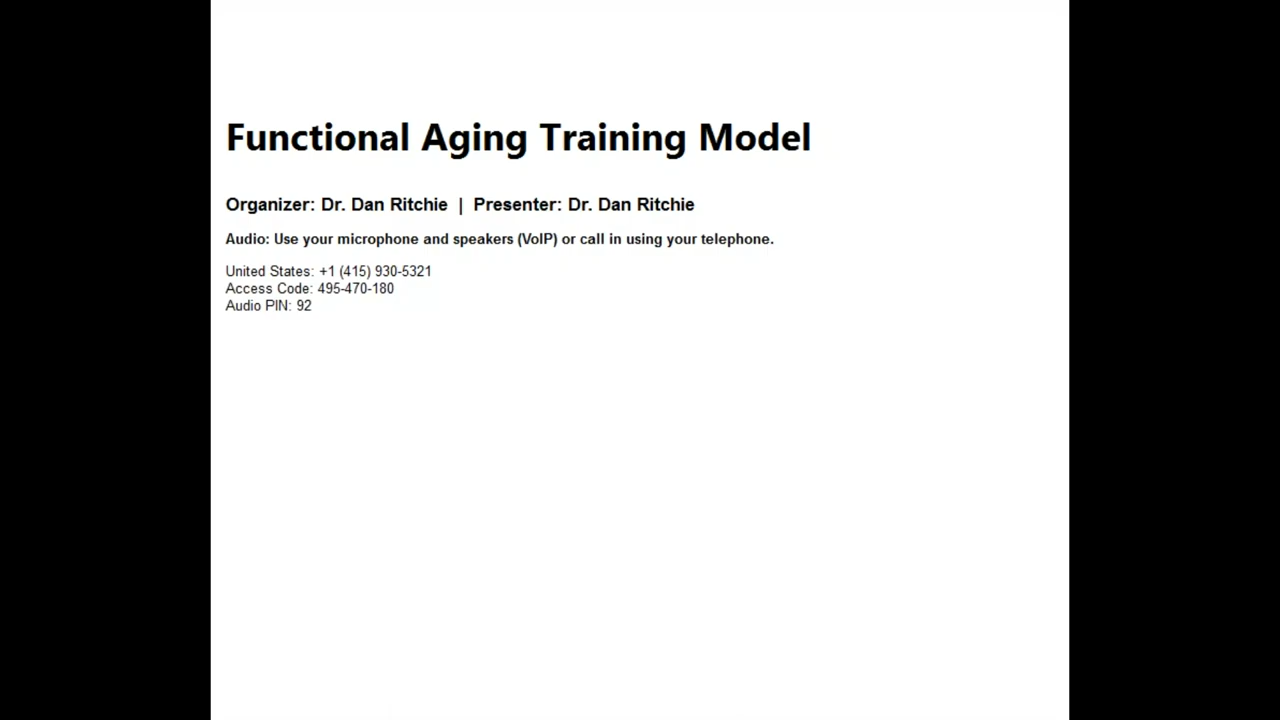 Functional Aging Training Model
Organizer: Dr. Dan Ritchie | Presenter: Dr. Dan Ritchie
Audio: Use your microphone and speakers (VoIP) or call in using your telephone.
United States: +1 (415) 930-5321
Access Code: 495-470-180
Audio PIN: 92